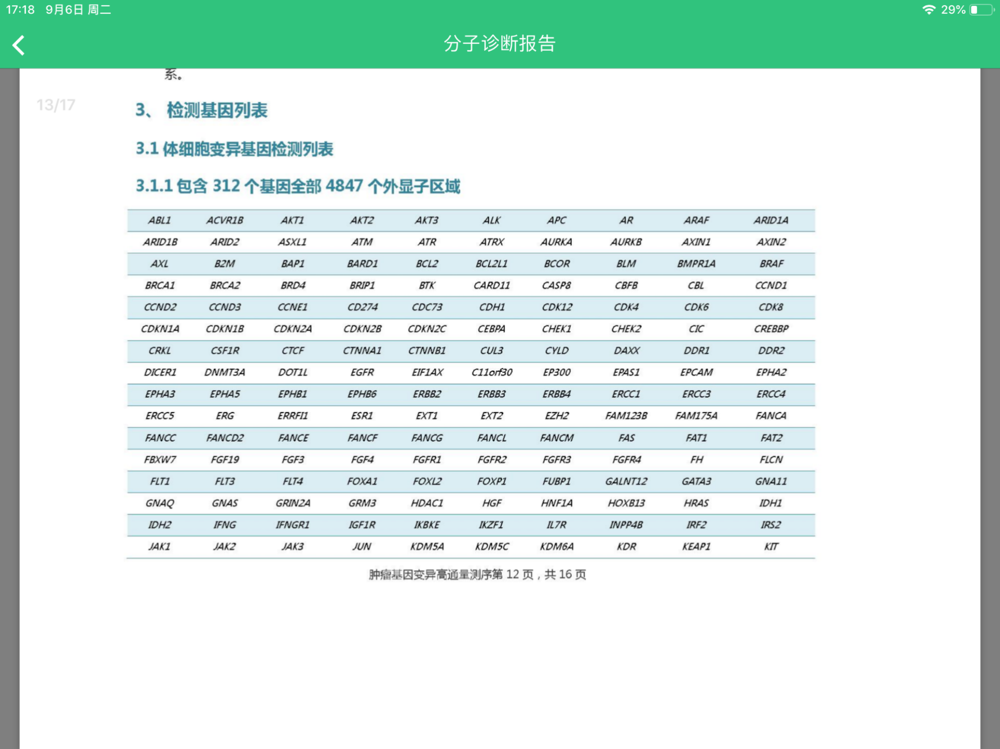 17:18 9月6日 周二
29%
分子诊断报告
系。
13/17
3、 检测基因列表
3.1 体细胞变异基因检测列表
3.1.1 包含 312 个基因全部 4847 个外显子区域
ABL1 ACVR1B AKT1 AKT2 AKT3 ALK APC AR ARAF ARID1A
ARID1B ARID2 ASXL1 ATM ATR ATRX AURKA AURKB AXIN1 AXIN2
AXL B2M BAP1 BARD1 BCL2 BCL2L1 BCOR BLM BMPR1A BRAF
BRCA1 BRCA2 BRD4 BRIP1 BTK CARD11 CASP8 CBFB CBL CCND1
CCND2 CCND3 CCNE1 CD274 CDC73 CDH1 CDK12 CDK4 CDK6 CDK8
CDKN1A CDKN1B CDKN2A CDKN2B CDKN2C CEBPA CHEK1 CHEK2 CIC CREBBP
CRKL CSF1R CTCF CTNNA1 CTNNB1 CUL3 CYLD DAXX DDR1 DDR2
DICER1 DNMT3A DOT1L EGFR EIF1AX C11orf30 EP300 EPAS1 EPCAM EPHA2
EPHA3 EPHA5 EPHB1 EPHB6 ERBB2 ERBB3 ERBB4 ERCC1 ERCC3 ERCC4
ERCC5 ERG ERRFI1 ESR1 EXT1 EXT2 EZH2 FAM123B FAM175A FANCA
FANCC FANCD2 FANCE FANCF FANCG FANCL FANCM FAS FAT1 FAT2
FBXW7 FGF19 FGF3 FGF4 FGFR1 FGFR2 FGFR3 FGFR4 FH FLCN
FLT1 FLT3 FLT4 FOXA1 FOXL2 FOXP1 FUBP1 GALNT12 GATA3 GNA11
GNAQ GNAS GRIN2A GRM3 HDAC1 HGF HNF1A HOXB13 HRAS IDH1
IDH2 IFNG IFNGR1 IGF1R IKBKE IKZF1 IL7R INPP4B IRF2 IRS2
JAK1 JAK2 JAK3 JUN KDM5A KDM5C KDM6A KDR KEAP1 KIT
肿瘤基因变异高通量测序第 12 页，共 16 页